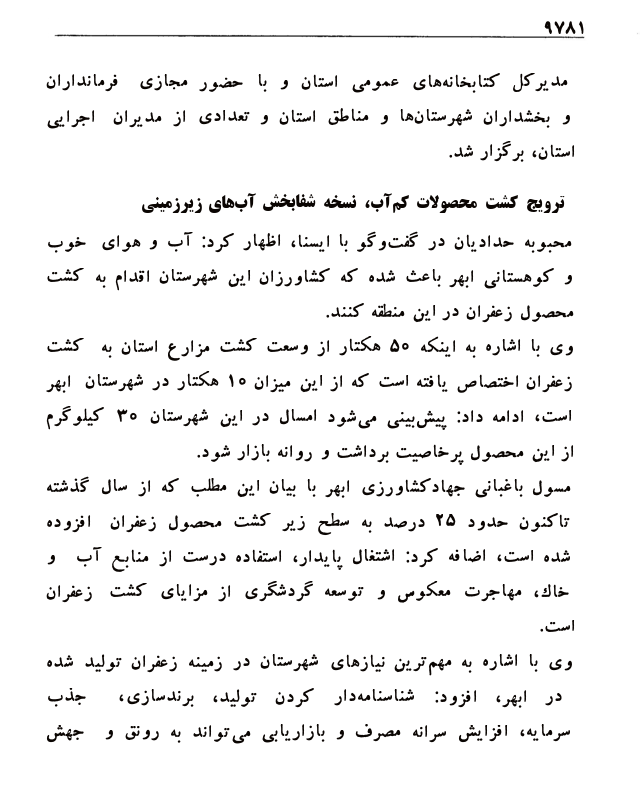 ۹۷۸۱
مدیرکل کتابخانه‌های عمومی استان و با حضور مجازی فرمانداران
و بخشداران شهرستان‌ها و مناطق استان و تعدادی از مدیران اجرایی
استان، برگزار شد.
ترویج کشت محصولات کم‌آب، نسخه شفابخش آب‌های زیرزمینی
محبوبه حدادیان در گفت‌وگو با ایسنا، اظهار کرد: آب و هوای خوب
و کوهستانی ابهر باعث شده که کشاورزان این شهرستان اقدام به کشت
محصول زعفران در این منطقه کنند.
وی با اشاره به اینکه ۵۰ هکتار از وسعت کشت مزارع استان به کشت
زعفران اختصاص یافته است که از این میزان ۱۰ هکتار در شهرستان ابهر
است، ادامه داد: پیش‌بینی می‌شود امسال در این شهرستان ۳۰ کیلوگرم
از این محصول پرخاصیت برداشت و روانه بازار شود.
مسول باغبانی جهادکشاورزی ابهر با بیان این مطلب که از سال گذشته
تاکنون حدود ۲۵ درصد به سطح زیر کشت محصول زعفران افزوده
شده است، اضافه کرد: اشتغال پایدار، استفاده درست از منابع آب و
خاك، مهاجرت معکوس و توسعه گردشگری از مزایای کشت زعفران
است.
وی با اشاره به مهم‌ترین نیازهای شهرستان در زمینه زعفران تولید شده
در ابهر، افزود: شناسنامه‌دار کردن تولید، برندسازی، جذب
سرمایه، افزایش سرانه مصرف و بازاریابی می‌تواند به رونق و جهش